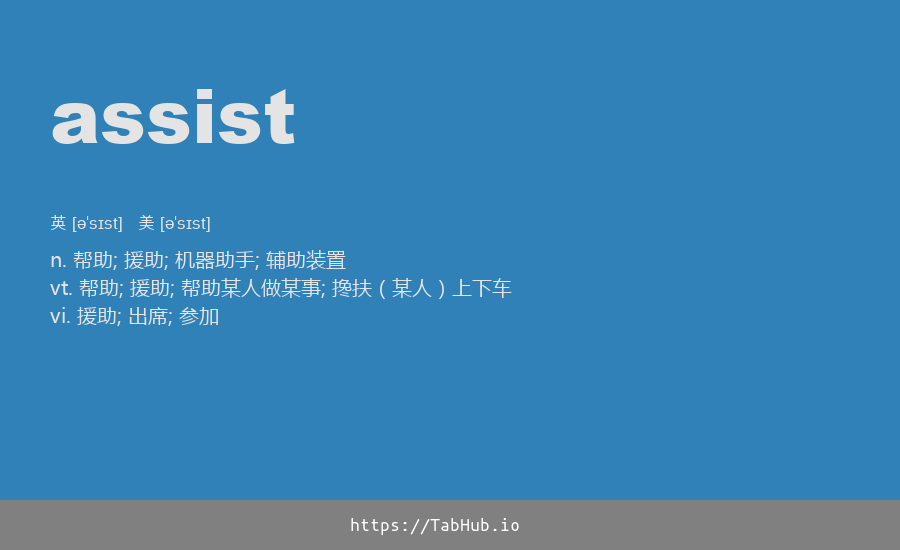 assist
英 [ə'sɪst] 美 [ə'sɪst]
n. 帮助; 援助; 机器助手; 辅助装置
vt. 帮助; 援助; 帮助某人做某事; 搀扶（某人）上下车
vi. 援助; 出席; 参加
https://TabHub.io